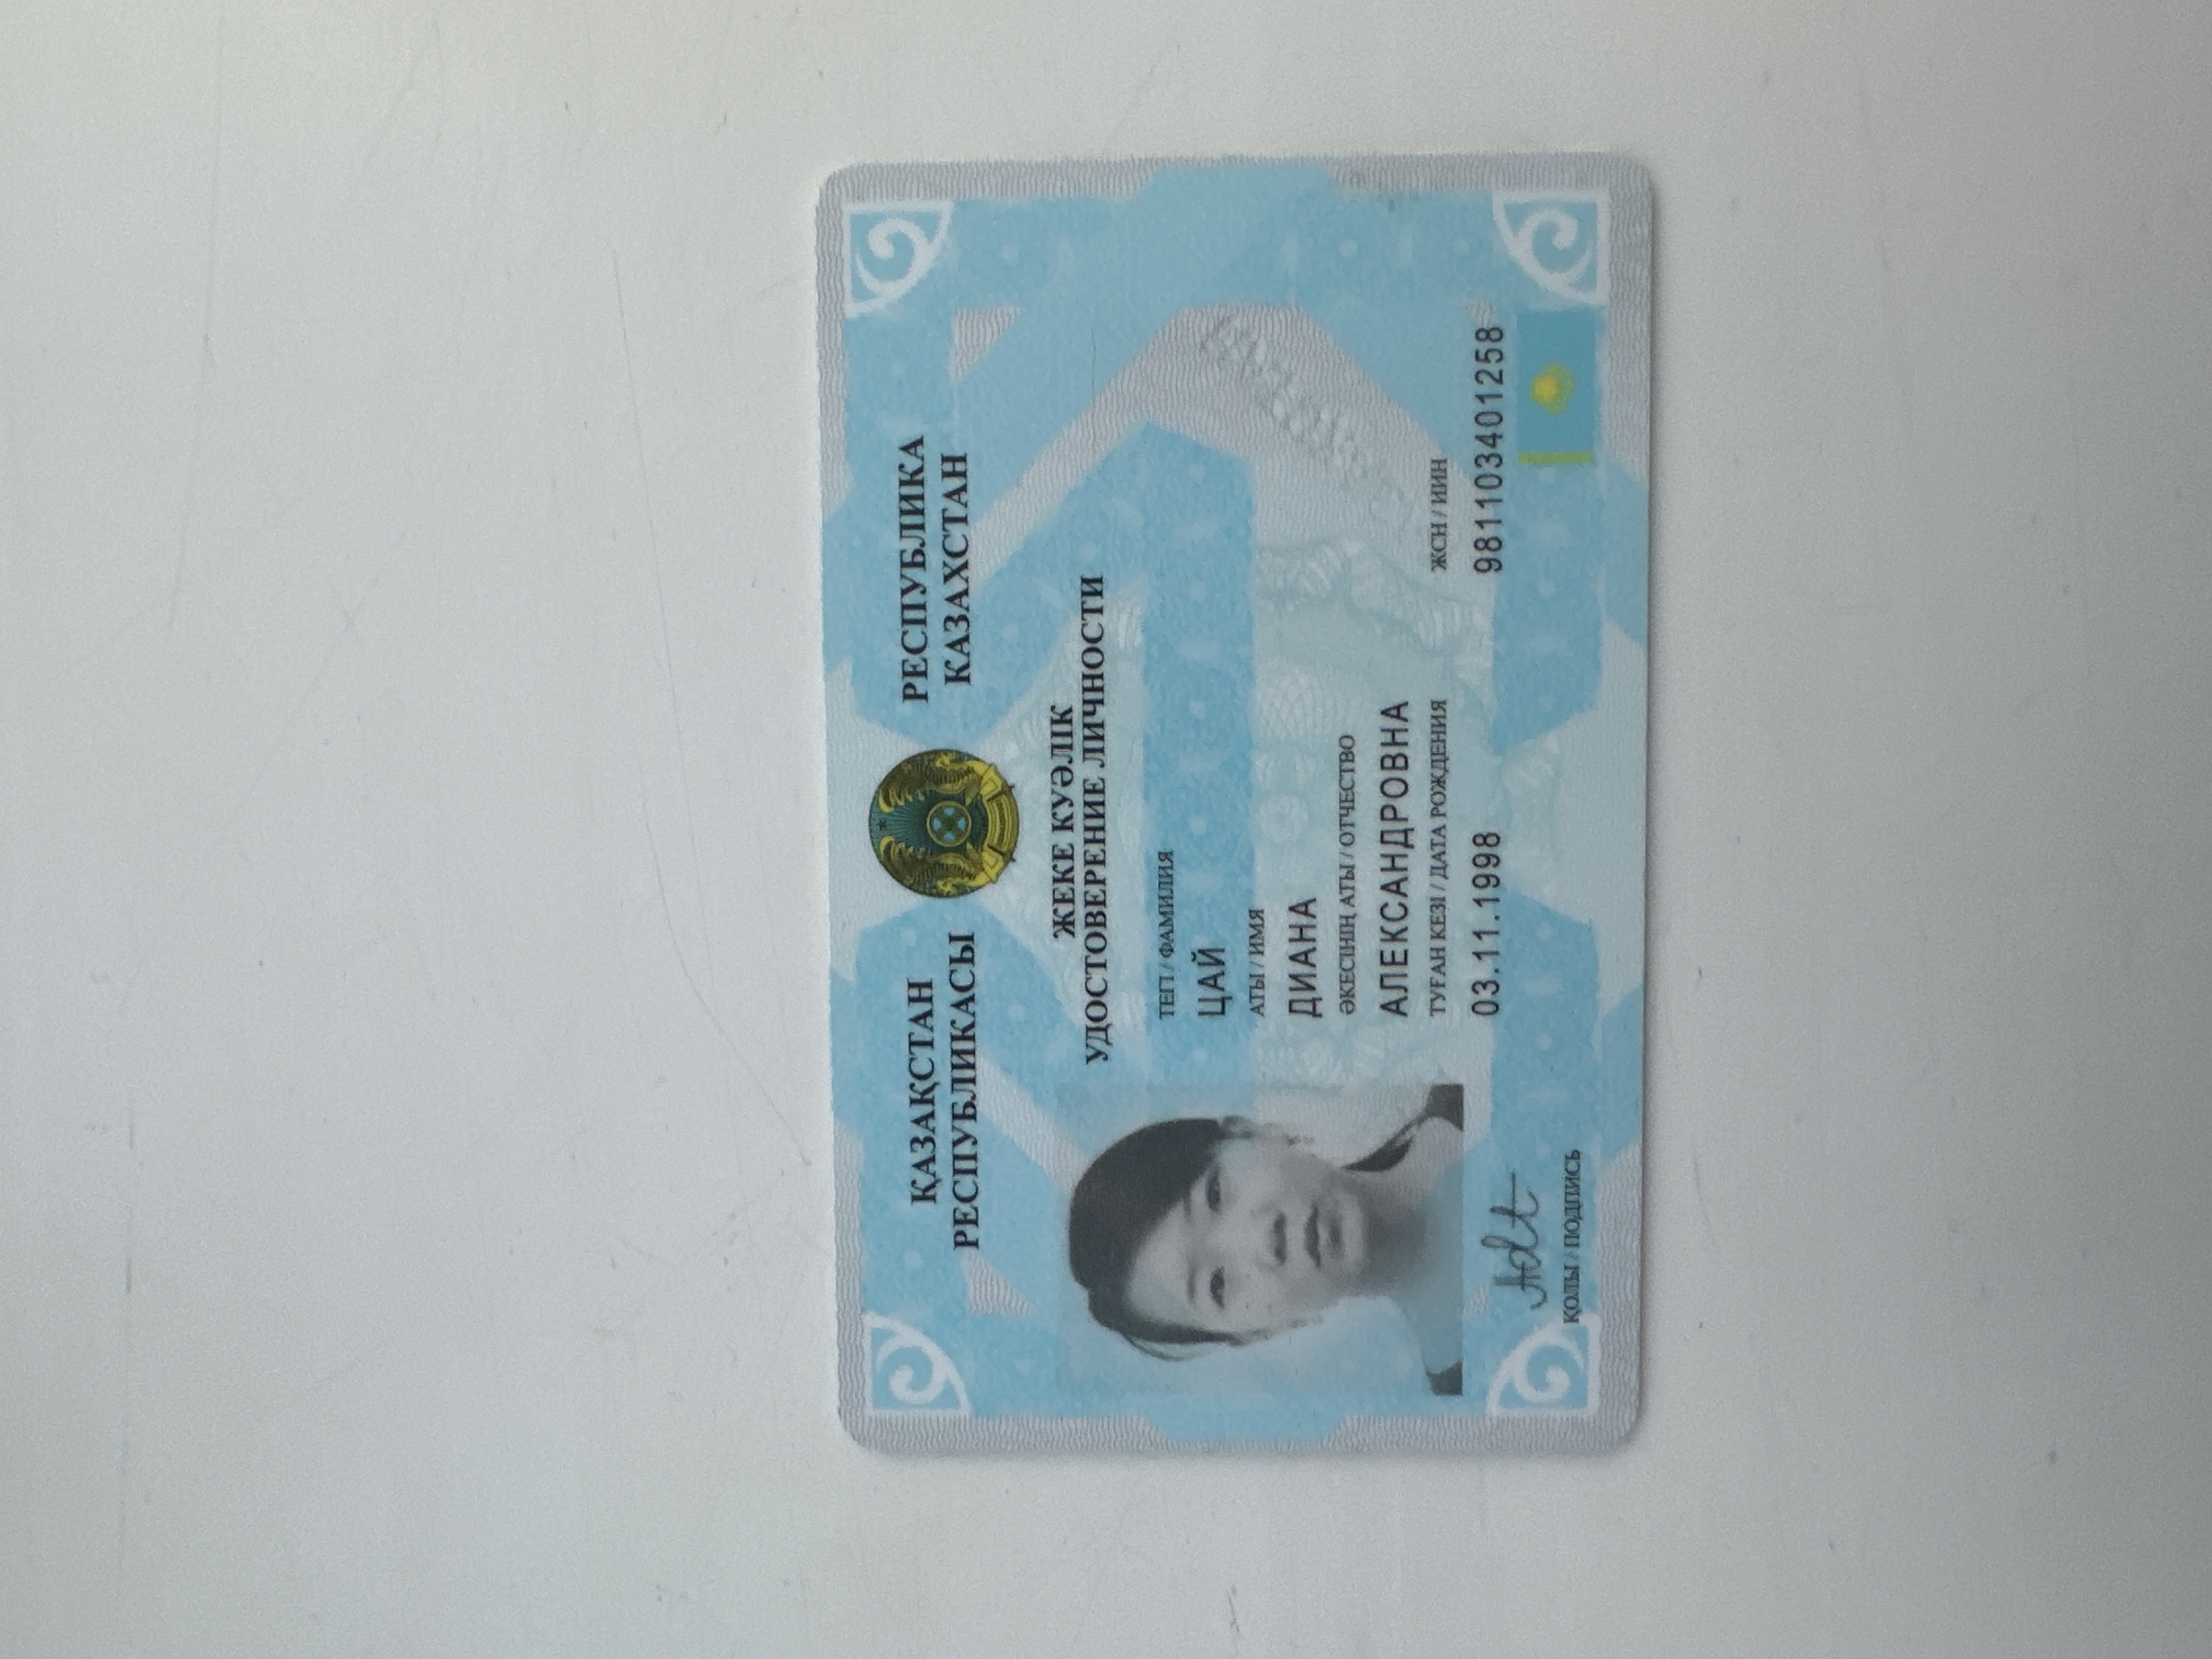 ҚАЗАҚСТАН
РЕСПУБЛИКАСЫ
РЕСПУБЛИКА
КАЗАХСТАН
ЖЕКЕ КУӘЛІК
УДОСТОВЕРЕНИЕ ЛИЧНОСТИ
ТЕГІ / ФАМИЛИЯ
ЦАЙ
АТЫ / ИМЯ
ДИАНА
ӘКЕСІНІҢ АТЫ / ОТЧЕСТВО
АЛЕКСАНДРОВНА
ТУҒАН КЕЗІ / ДАТА РОЖДЕНИЯ
03.11.1998
ЖСН / ИИН
981103401258
ҚОЛЫ / ПОДПИСЬ